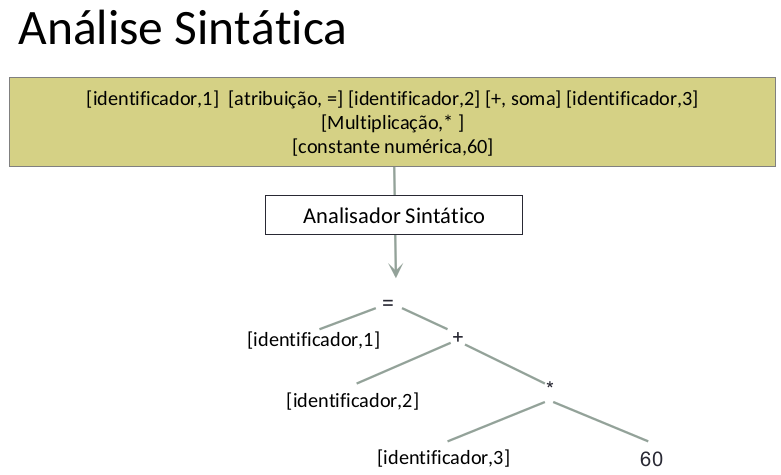 Análise Sintática
[identificador,1]  [atribuição, =] [identificador,2] [+, soma] [identificador,3]
[Multiplicação,* ]
[constante numérica,60]
Analisador Sintático
=
[identificador,1]
+
*
[identificador,2]
[identificador,3]
60